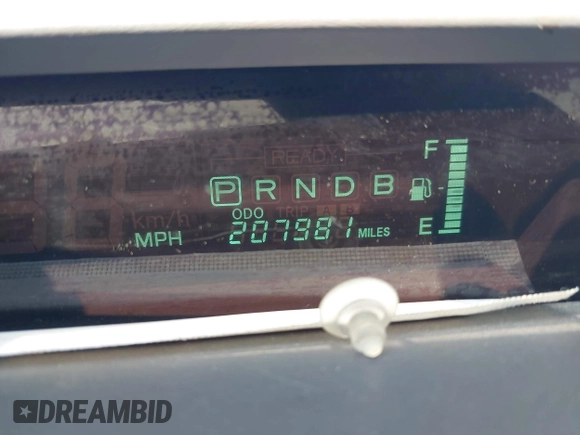 READY
F
P R N D B
km/h
ODO TRIP
MPH 207981 MILES E
DREAMBID